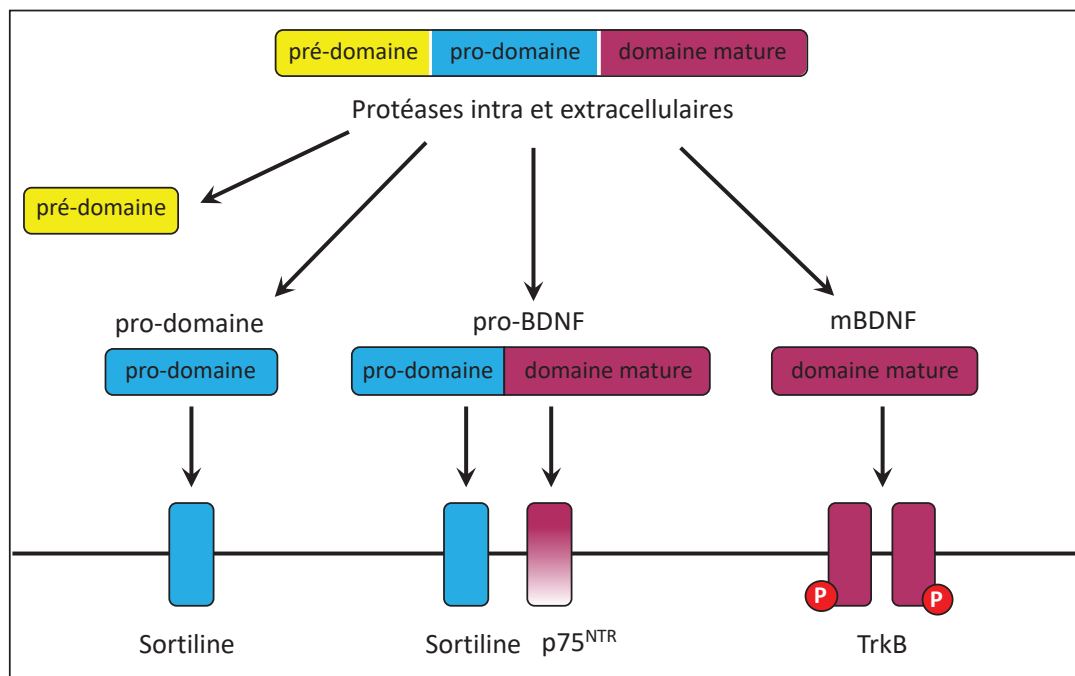 pré-domaine pro-domaine domaine mature
Protéases intra et extracellulaires
pré-domaine
pro-domaine pro-BDNF mBDNF
pro-domaine pro-domaine domaine mature domaine mature
P P
Sortiline Sortiline p75NTR TrkB